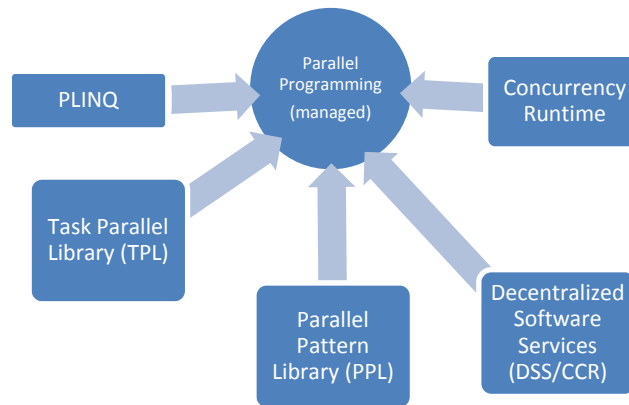 Parallel
Programming
(managed)
PLINQ
Concurrency
Runtime
Task Parallel
Library (TPL)
Parallel
Pattern
Library (PPL)
Decentralized
Software
Services
(DSS/CCR)